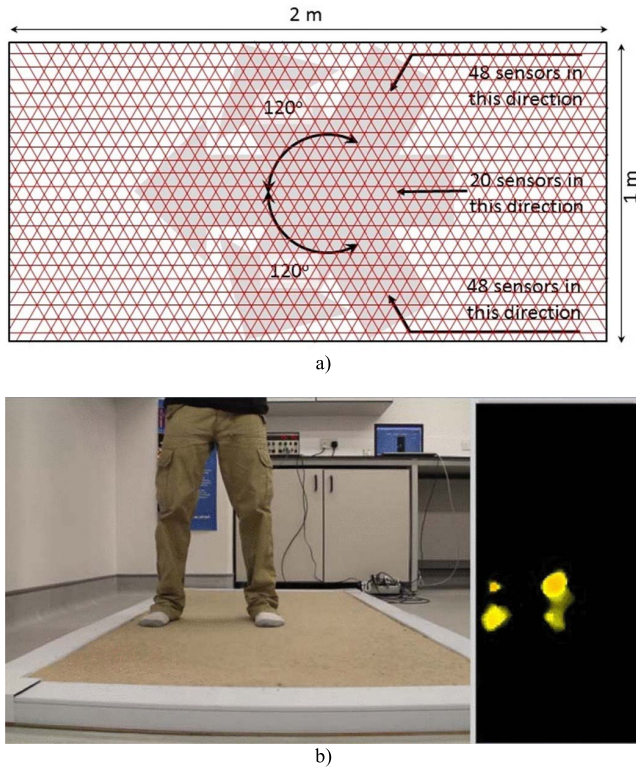 2 m
48 sensors in
this direction
120°
20 sensors in
this direction
1 m
120°
48 sensors in
this direction
a)
b)